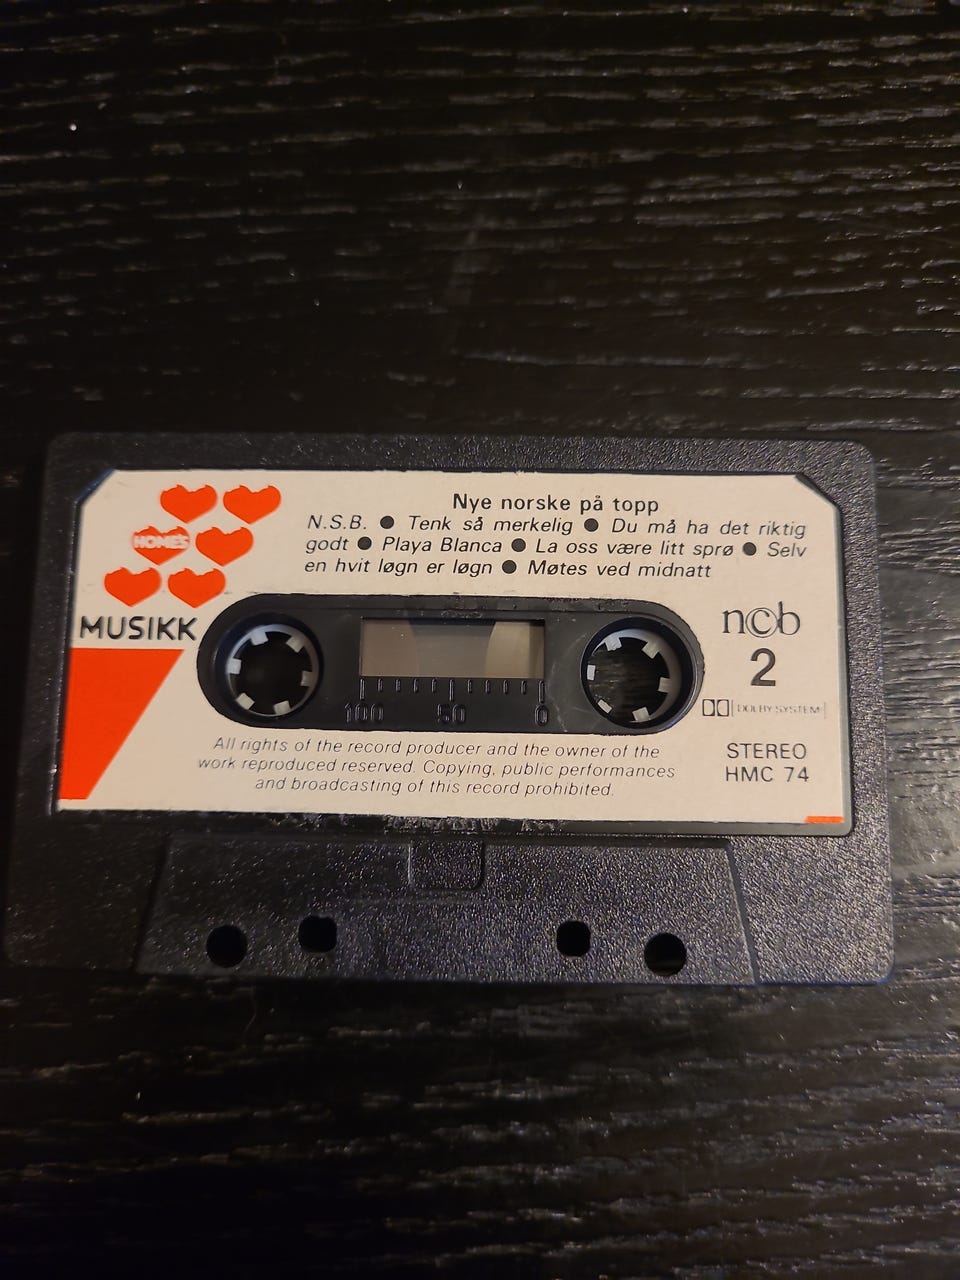 Nye norske på topp
N.S.B. ● Tenk så merkelig ● Du må ha det riktig
godt ● Playa Blanca ● La oss være litt sprø ● Selv
en hvit løgn er løgn ● Møtes ved midnatt
HOMES
MUSIKK
n©b
2
DOLBY SYSTEM
STEREO
HMC 74
100 50 0
All rights of the record producer and the owner of the
work reproduced reserved. Copying, public performances
and broadcasting of this record prohibited.